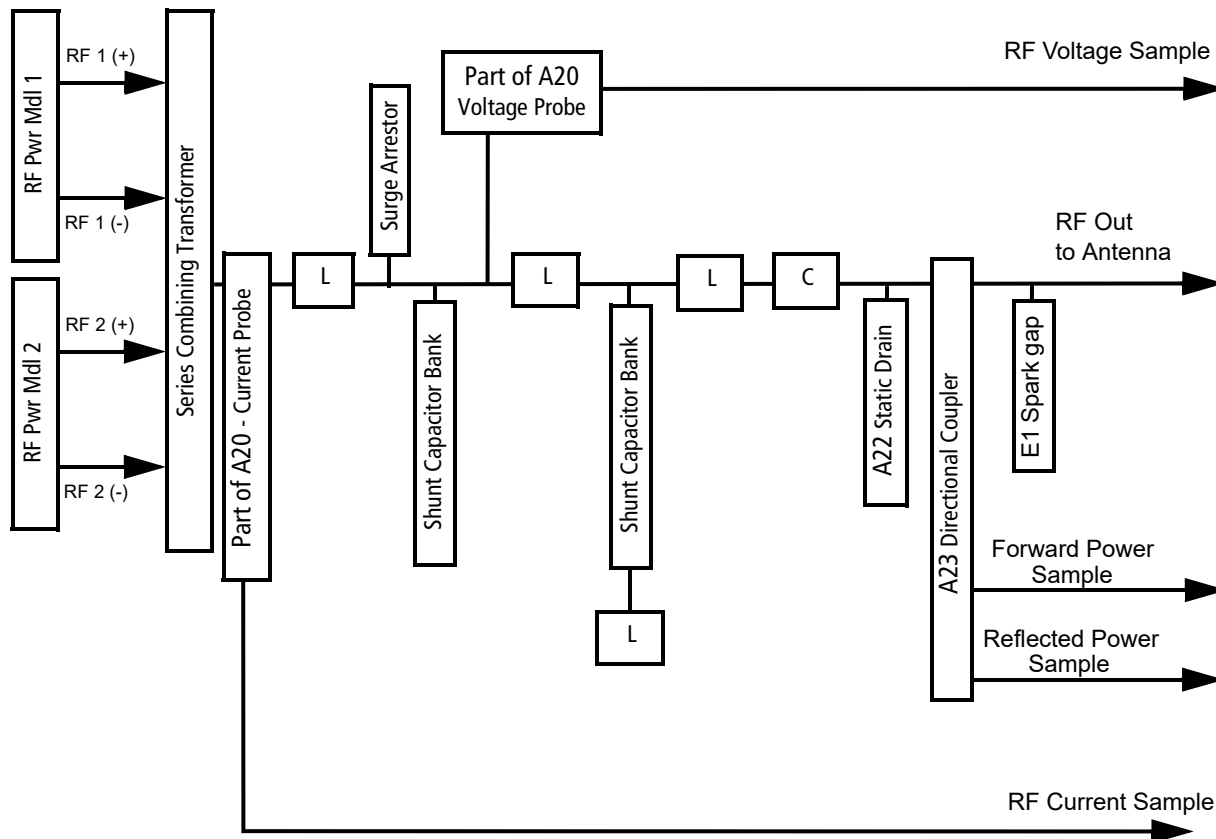 RF Pwr Mdl 1
RF 1 (+)
RF 1 (-)
RF Pwr Mdl 2
RF 2 (+)
RF 2 (-)
Series Combining Transformer
Part of A20 - Current Probe
L
Surge Arrestor
Shunt Capacitor Bank
Part of A20
Voltage Probe
RF Voltage Sample
L
Shunt Capacitor Bank
L
L
C
A22 Static Drain
A23 Directional Coupler
RF Out
to Antenna
E1 Spark gap
Forward Power
Sample
Reflected Power
Sample
RF Current Sample